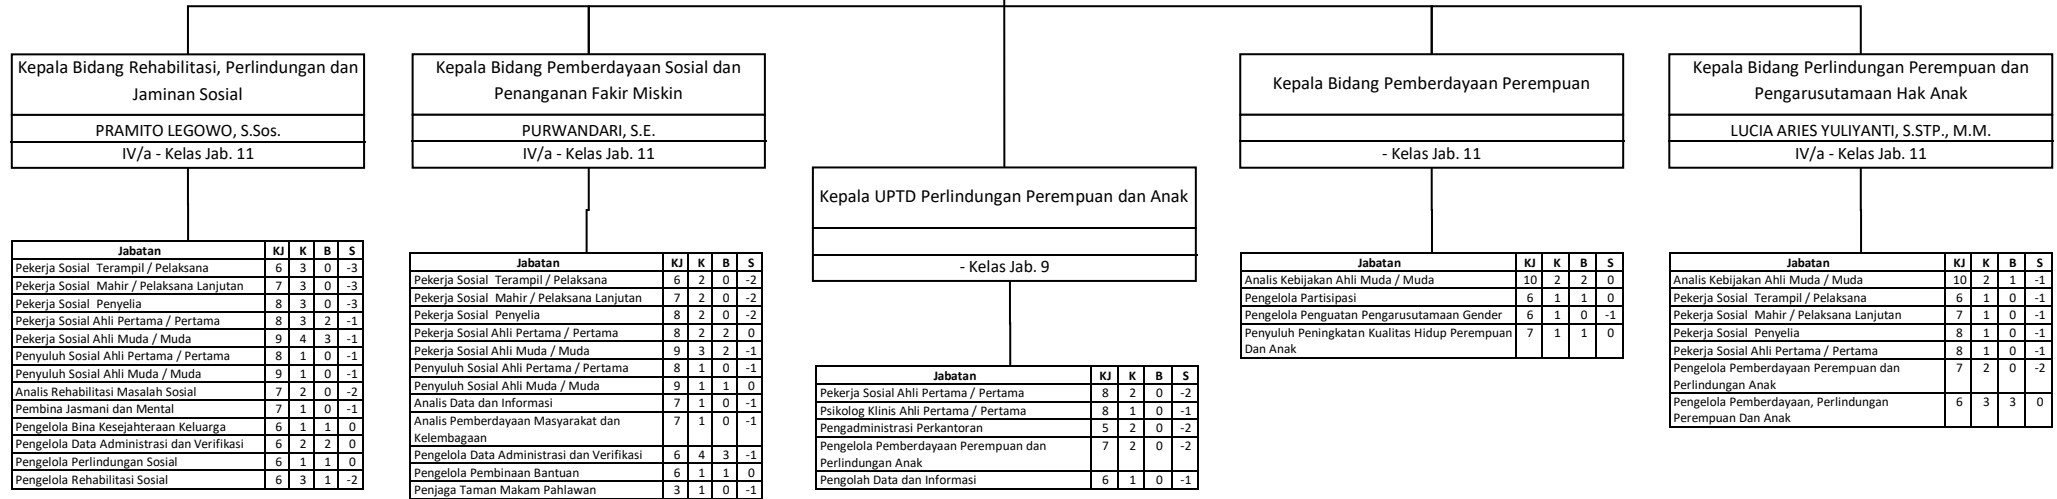 Kepala Bidang Rehabilitasi, Perlindungan dan
Jaminan Sosial
PRAMITO LEGOWO, S.Sos.
IV/a - Kelas Jab. 11
Jabatan KJ K B S
Pekerja Sosial Terampil / Pelaksana 6 3 0 -3
Pekerja Sosial Mahir / Pelaksana Lanjutan 7 3 0 -3
Pekerja Sosial Penyelia 8 3 0 -3
Pekerja Sosial Ahli Pertama / Pertama 8 3 2 -1
Pekerja Sosial Ahli Muda / Muda 9 4 3 -1
Penyuluh Sosial Ahli Pertama / Pertama 8 1 0 -1
Penyuluh Sosial Ahli Muda / Muda 9 1 0 -1
Analis Rehabilitasi Masalah Sosial 7 2 0 -2
Pembina Jasmani dan Mental 7 1 0 -1
Pengelola Bina Kesejahteraan Keluarga 6 1 1 0
Pengelola Data Administrasi dan Verifikasi 6 2 2 0
Pengelola Perlindungan Sosial 6 1 1 0
Pengelola Rehabilitasi Sosial 6 3 1 -2
Kepala Bidang Pemberdayaan Sosial dan
Penanganan Fakir Miskin
PURWANDARI, S.E.
IV/a - Kelas Jab. 11
Jabatan KJ K B S
Pekerja Sosial Terampil / Pelaksana 6 2 0 -2
Pekerja Sosial Mahir / Pelaksana Lanjutan 7 2 0 -2
Pekerja Sosial Penyelia 8 2 0 -2
Pekerja Sosial Ahli Pertama / Pertama 8 2 2 0
Pekerja Sosial Ahli Muda / Muda 9 3 2 -1
Penyuluh Sosial Ahli Pertama / Pertama 8 1 0 -1
Penyuluh Sosial Ahli Muda / Muda 9 1 1 0
Analis Data dan Informasi 7 1 0 -1
Analis Pemberdayaan Masyarakat dan 7 1 0 -1
Kelembagaan
Pengelola Data Administrasi dan Verifikasi 6 4 3 -1
Pengelola Pembinaan Bantuan 6 1 1 0
Penjaga Taman Makam Pahlawan 3 1 0 -1
Kepala UPTD Perlindungan Perempuan dan Anak
- Kelas Jab. 9
Jabatan KJ K B S
Pekerja Sosial Ahli Pertama / Pertama 8 2 0 -2
Psikolog Klinis Ahli Pertama / Pertama 8 1 0 -1
Pengadministrasi Perkantoran 5 2 0 -2
Pengelola Pemberdayaan Perempuan dan 7 2 0 -2
Perlindungan Anak
Pengolah Data dan Informasi 6 1 0 -1
Kepala Bidang Pemberdayaan Perempuan
- Kelas Jab. 11
Jabatan KJ K B S
Analis Kebijakan Ahli Muda / Muda 10 2 2 0
Pengelola Partisipasi 6 1 1 0
Pengelola Penguatan Pengarusutamaan Gender 6 1 0 -1
Penyuluh Peningkatan Kualitas Hidup Perempuan 7 1 1 0
Dan Anak
Kepala Bidang Perlindungan Perempuan dan
Pengarusutamaan Hak Anak
LUCIA ARIES YULIYANTI, S.STP., M.M.
IV/a - Kelas Jab. 11
Jabatan KJ K B S
Analis Kebijakan Ahli Muda / Muda 10 2 1 -1
Pekerja Sosial Terampil / Pelaksana 6 1 0 -1
Pekerja Sosial Mahir / Pelaksana Lanjutan 7 1 0 -1
Pekerja Sosial Penyelia 8 1 0 -1
Pekerja Sosial Ahli Pertama / Pertama 8 1 0 -1
Pengelola Pemberdayaan Perempuan dan 7 2 0 -2
Perlindungan Anak
Pengelola Pemberdayaan, Perlindungan 6 3 3 0
Perempuan Dan Anak